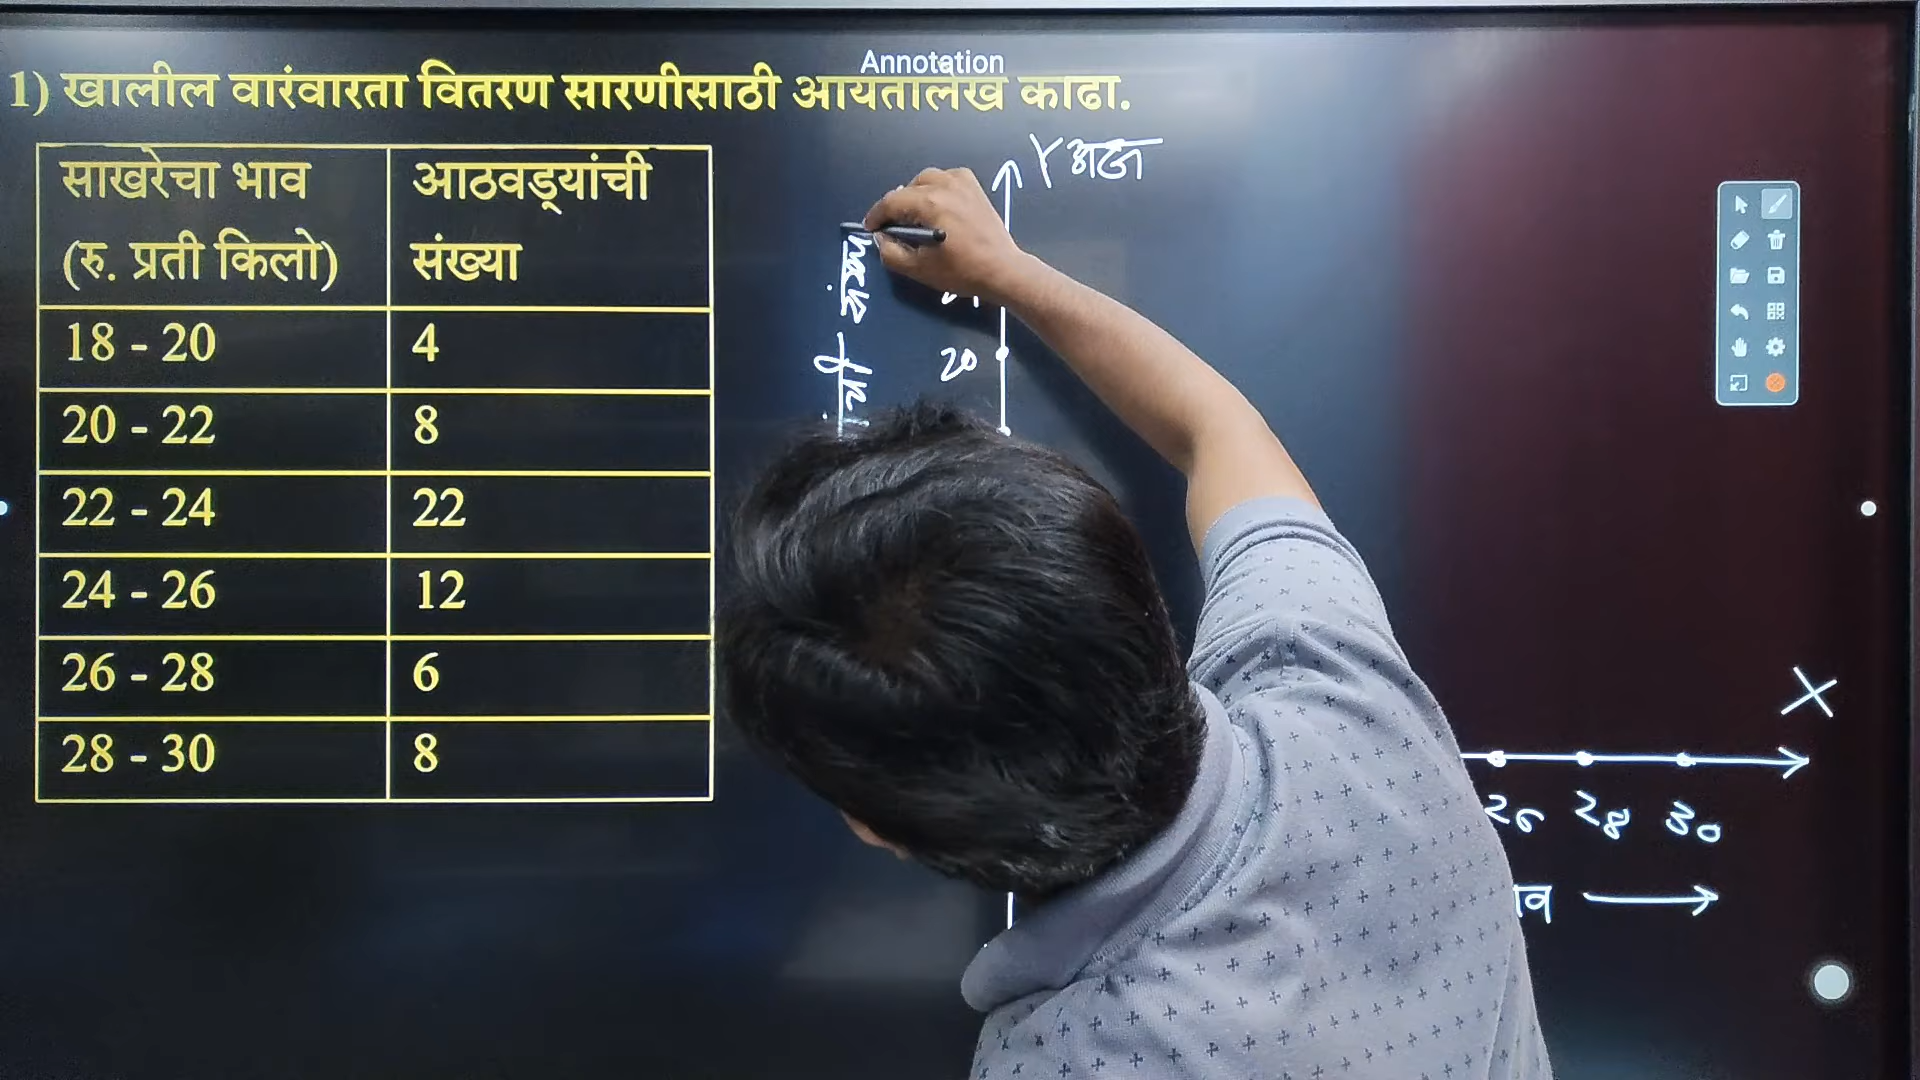 Annotation
1) खालील वारंवारता वितरण सारणीसाठी आयतालेख काढा.
साखरेचा भाव (रु. प्रती किलो) आठवड्यांची संख्या
18 - 20 4
20 - 22 8
22 - 24 22
24 - 26 12
26 - 28 6
28 - 30 8
Y अक्ष
20
X
26 28 30